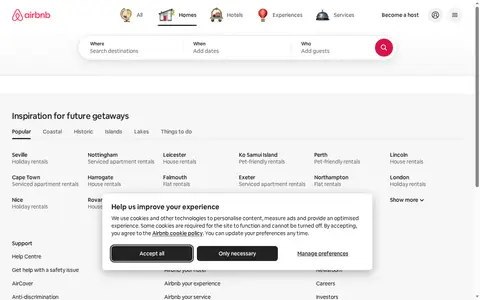 airbnb
All
Homes
Hotels
Experiences
Services
Become a host
Where
Search destinations
When
Add dates
Who
Add guests
Inspiration for future getaways
Popular
Coastal
Historic
Islands
Lakes
Things to do
Seville
Holiday rentals
Nottingham
Serviced apartment rentals
Leicester
House rentals
Ko Samui Island
Pet-friendly rentals
Perth
Pet-friendly rentals
Lincoln
House rentals
Cape Town
Serviced apartment rentals
Harrogate
House rentals
Falmouth
Flat rentals
Exeter
Serviced apartment rentals
Northampton
Flat rentals
London
Holiday rentals
Nice
Holiday rentals
House
Show more
Help us improve your experience
We use cookies and other technologies to personalise content, measure ads and provide an optimised
experience. Some cookies are required for the site to function and cannot be turned off. By accepting,
you agree to the Airbnb cookie policy. You can update your preferences any time.
Accept all
Only necessary
Manage preferences
Support
Help Centre
Get help with a safety issue
AirCover
Anti-discrimination
Airbnb your hotel
Airbnb your experience
Airbnb your service
Newsroom
Careers
Investors